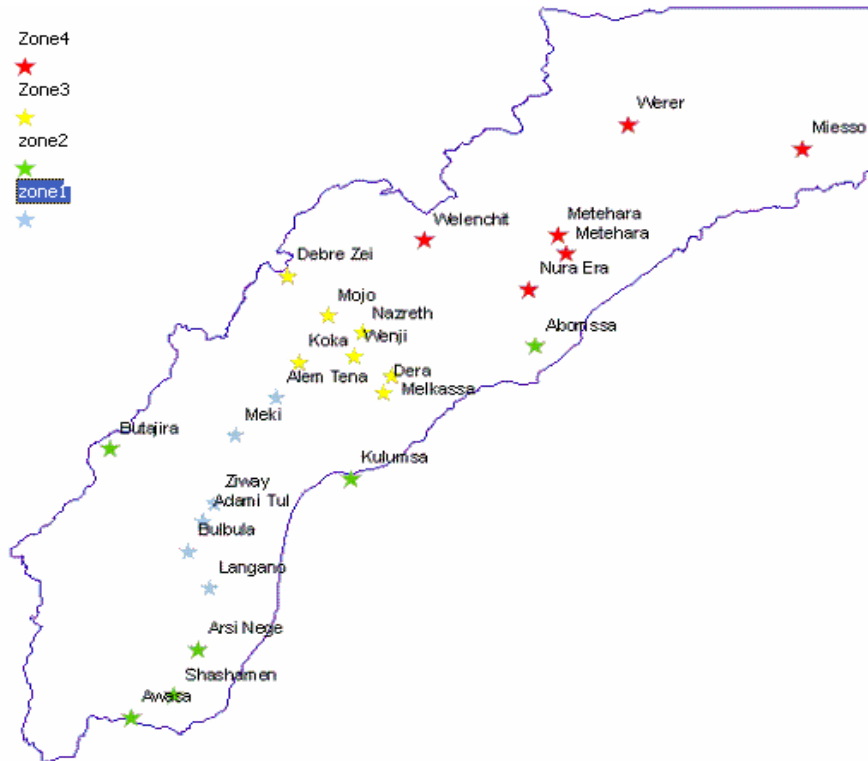 Zone4
Zone3
zone2
zone1
Werer
Miesso
Welenchit
Metehara
Metehara
Debre Zei
Nura Era
Mojo
Nazreth
Koka
Wenji
Abomssa
Alem Tena
Dera
Melkassa
Meki
Butajira
Kulumsa
Ziway
Adami Tul
Bulbula
Langano
Arsi Nege
Shashamen
Awasa